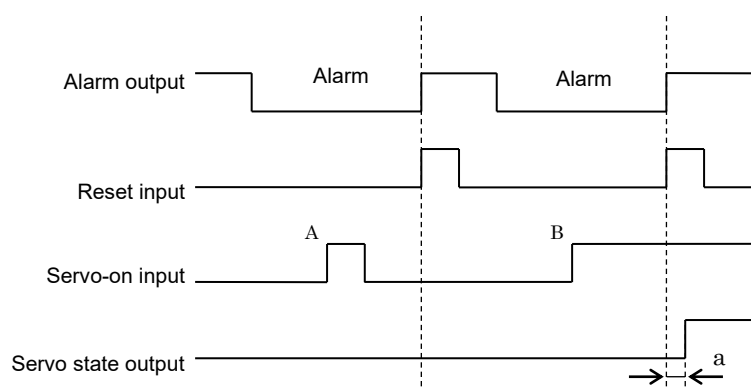 Alarm output
Alarm
Alarm
Reset input
A
B
Servo-on input
Servo state output
a